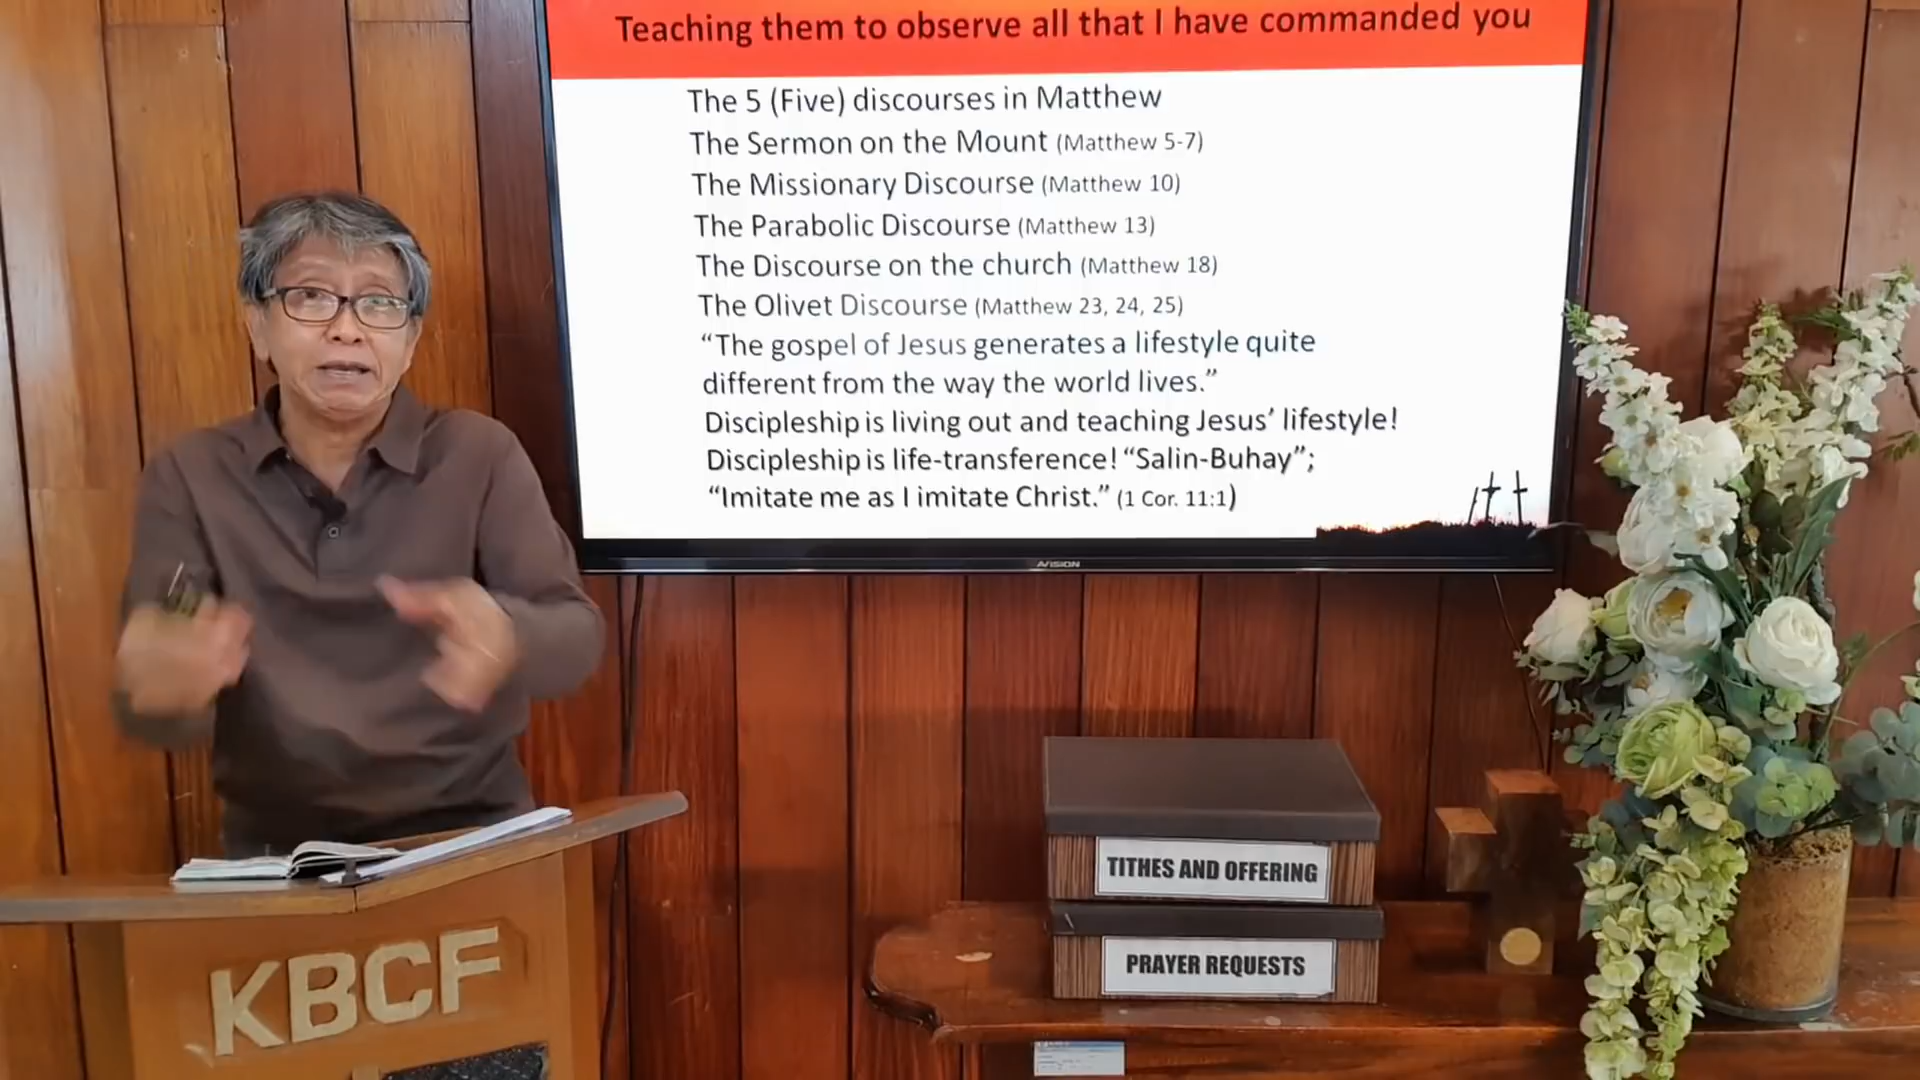 Teaching them to observe all that I have commanded you
The 5 (Five) discourses in Matthew
The Sermon on the Mount (Matthew 5-7)
The Missionary Discourse (Matthew 10)
The Parabolic Discourse (Matthew 13)
The Discourse on the church (Matthew 18)
The Olivet Discourse (Matthew 23, 24, 25)
“The gospel of Jesus generates a lifestyle quite
different from the way the world lives.”
Discipleship is living out and teaching Jesus’ lifestyle!
Discipleship is life-transference! “Salin-Buhay”;
“Imitate me as I imitate Christ.” (1 Cor. 11:1)
AVISION
TITHES AND OFFERING
PRAYER REQUESTS
KBCF